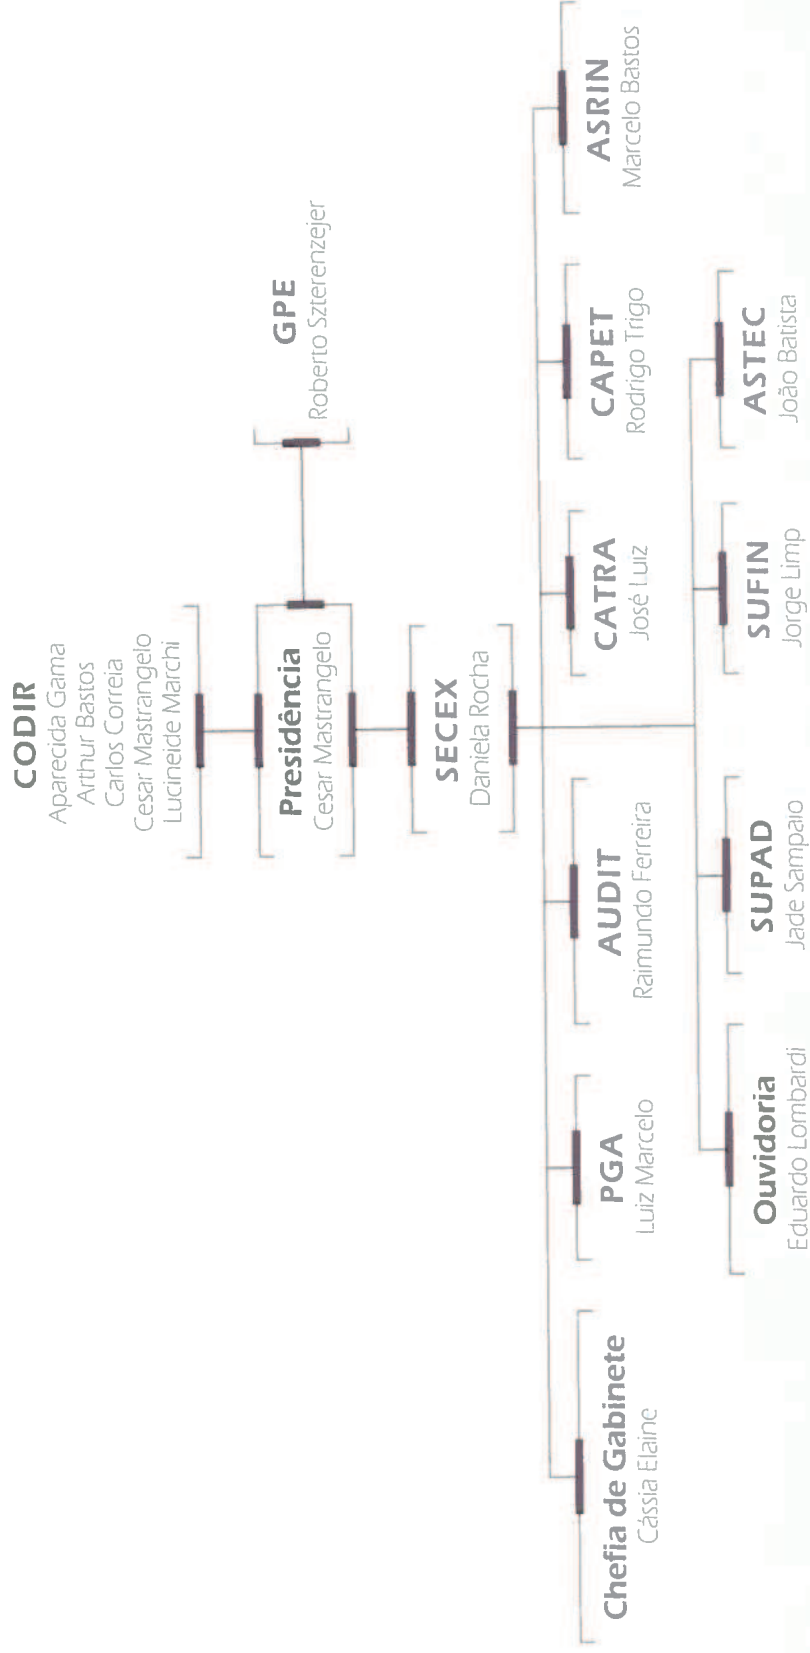 CODIR
Aparecida Gama
Arthur Bastos
Carlos Correia
Cesar Mastrangelo
Lucineide Marchi
Presidência
Cesar Mastrangelo
GPE
Roberto Szterenzejer
SECEX
Daniela Rocha
Chefia de Gabinete
Cássia Elaine
PGA
Luiz Marcelo
AUDIT
Raimundo Ferreira
CATRA
José Luiz
CAPET
Rodrigo Trigo
ASRIN
Marcelo Bastos
Ouvidoria
Eduardo Lombardi
SUPAD
Jade Sampaio
SUFIN
Jorge Limp
ASTEC
João Batista